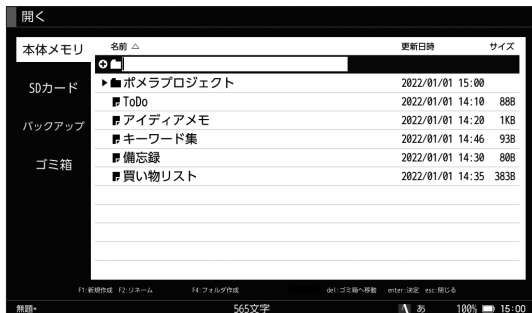 開く
本体メモリ
SDカード
バックアップ
ゴミ箱
名前 △ 更新日時 サイズ
ポメラプロジェクト 2022/01/01 15:00
ToDo 2022/01/01 14:10 88B
アイディアメモ 2022/01/01 14:20 1KB
キーワード集 2022/01/01 14:46 93B
備忘録 2022/01/01 14:30 80B
買い物リスト 2022/01/01 14:35 383B
F1:新規作成 F2:リネーム F4:フォルダ作成 del:ゴミ箱へ移動 enter:決定 esc:閉じる
無題* 565文字 あ 100% 15:00